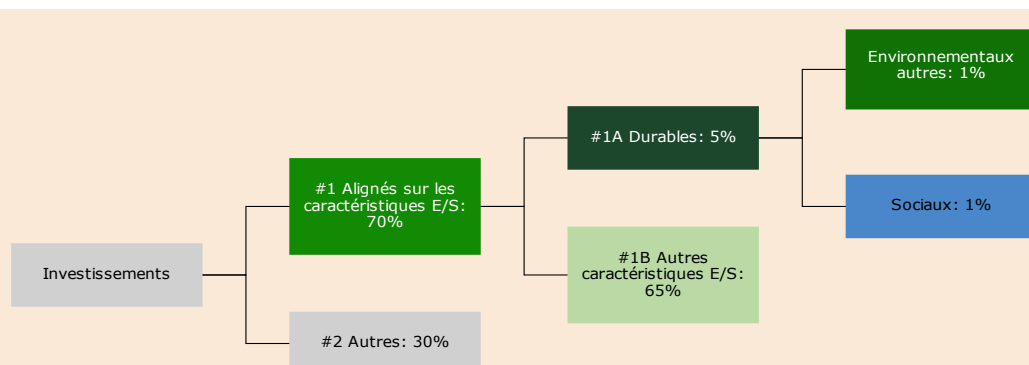 Investissements
#1 Alignés sur les
caractéristiques E/S:
70%
#2 Autres: 30%
#1A Durables: 5%
#1B Autres
caractéristiques E/S:
65%
Environnementaux
autres: 1%
Sociaux: 1%